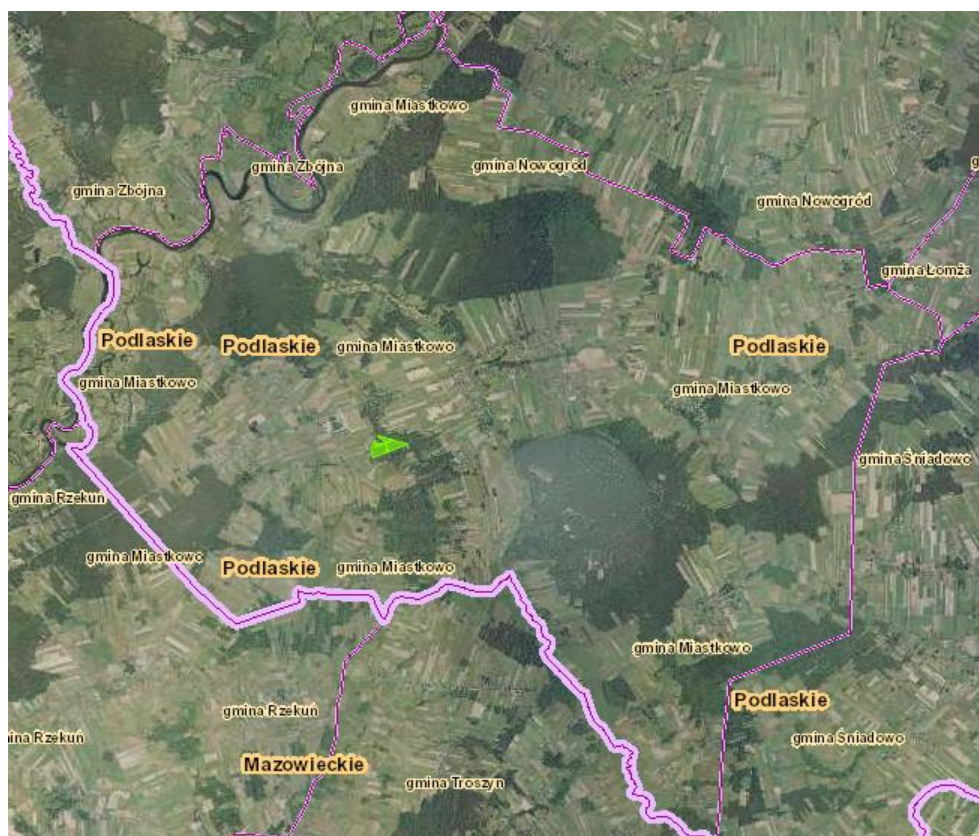 gmina Miastkowo
gmina Zbójna
gmina Nowogród
gmina Zbójna
gmina Nowogród
gmina Łomża
Podlaskie
Podlaskie
gmina Miastkowo
Podlaskie
gmina Miastkowo
gmina Miastkowo
gmina Śniadowo
gmina Rzekuń
gmina Miastkowo
Podlaskie
gmina Miastkowo
gmina Miastkowo
Podlaskie
gmina Rzekuń
mina Rzekuń
gmina Śniadowo
Mazowieckie
gmina Troszyn